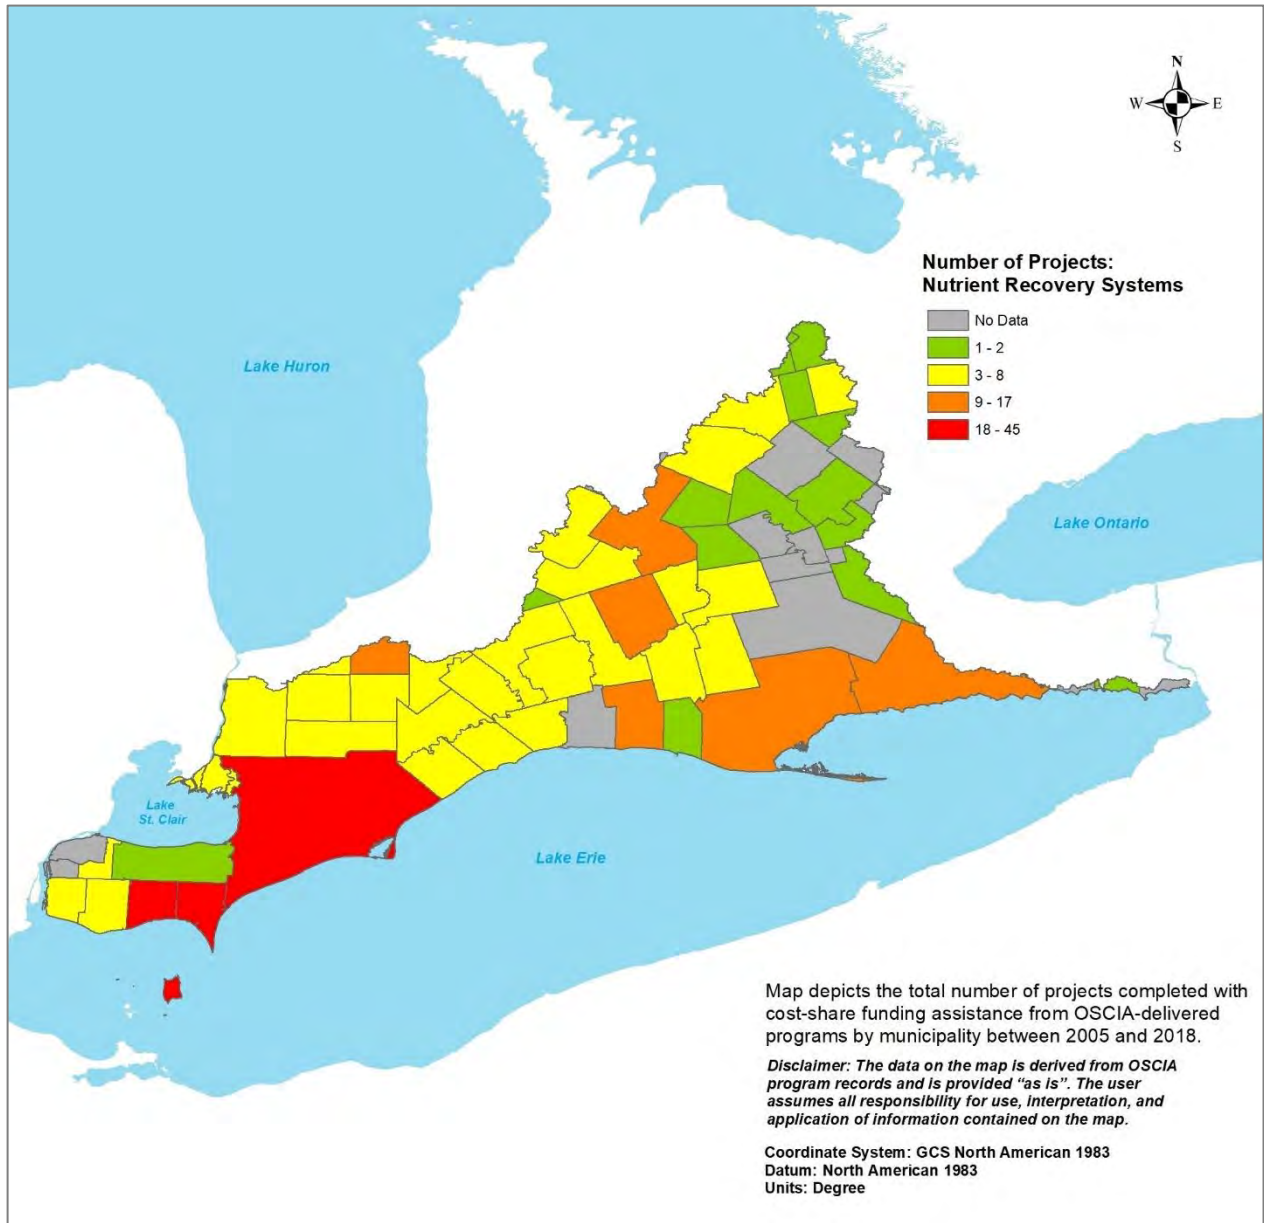 N
W E
S
Number of Projects:
Nutrient Recovery Systems
No Data
1 - 2
3 - 8
9 - 17
18 - 45
Lake Huron
Lake Ontario
Lake
St. Clair
Lake Erie
Map depicts the total number of projects completed with
cost-share funding assistance from OSCIA-delivered
programs by municipality between 2005 and 2018.
Disclaimer: The data on the map is derived from OSCIA
program records and is provided “as is”. The user
assumes all responsibility for use, interpretation, and
application of information contained on the map.
Coordinate System: GCS North American 1983
Datum: North American 1983
Units: Degree